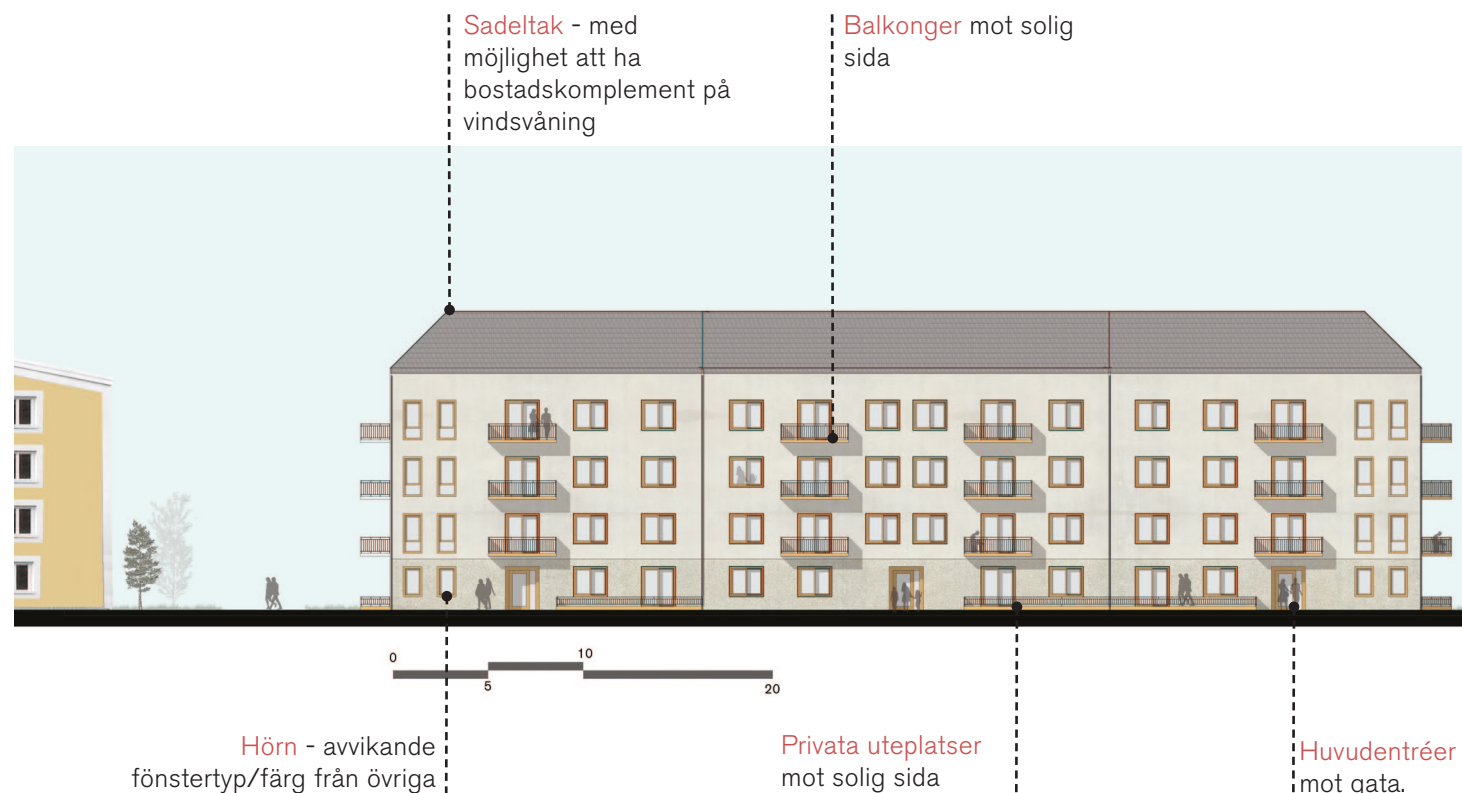 Sadeltak - med
möjlighet att ha
bostadskomplement på
vindsvåning
Balkonger mot solig
sida
0
10
5
20
Hörn - avvikande
fönstertyp/färg från övriga
Privata uteplatser
mot solig sida
Huvudentréer
mot gata.